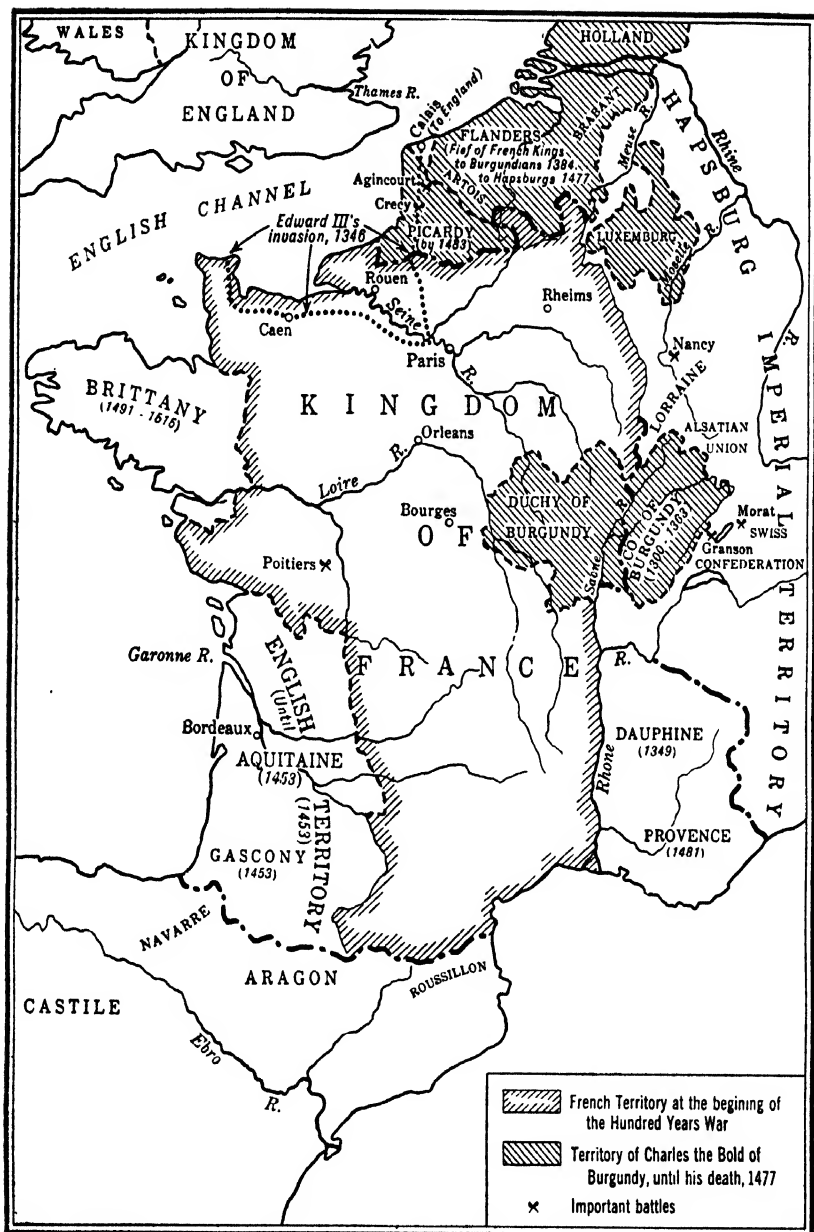 WALES
KINGDOM
OF
ENGLAND
Thames R.
HOLLAND
Calais
(To England)
FLANDERS
(Fief of French Kings
to Burgundians 1384
to Hapsburgs 1477
BRABANT
Meuse R.
Rhine
R.
HAPSBURG IMPERIAL TERRITORY
ENGLISH CHANNEL
Edward III's
invasion, 1346
Agincourt
Crecy
ARTOIS
PICARDY
(by 1483)
LUXEMBURG
Moselle R.
Rouen
Seine
R.
Caen
Paris
Rheims
Nancy
LORRAINE
ALSATIAN
UNION
BRITTANY
(1491 - 1515)
KINGDOM
OF
FRANCE
Orleans
Loire R.
Bourges
DUCHY OF
BURGUNDY
CO. OF
BURGUNDY
(1300 - 1303)
Saone
R.
Morat
SWISS
Granson
CONFEDERATION
Poitiers
Garonne R.
ENGLISH
(Until
TERRITORY
(1453)
Bordeaux
AQUITAINE
(1453)
GASCONY
(1453)
R.
Rhone
DAUPHINE
(1349)
PROVENCE
(1481)
NAVARRE
ARAGON
ROUSSILLON
CASTILE
Ebro
R.
French Territory at the begining of
the Hundred Years War
Territory of Charles the Bold of
Burgundy, until his death, 1477
Important battles